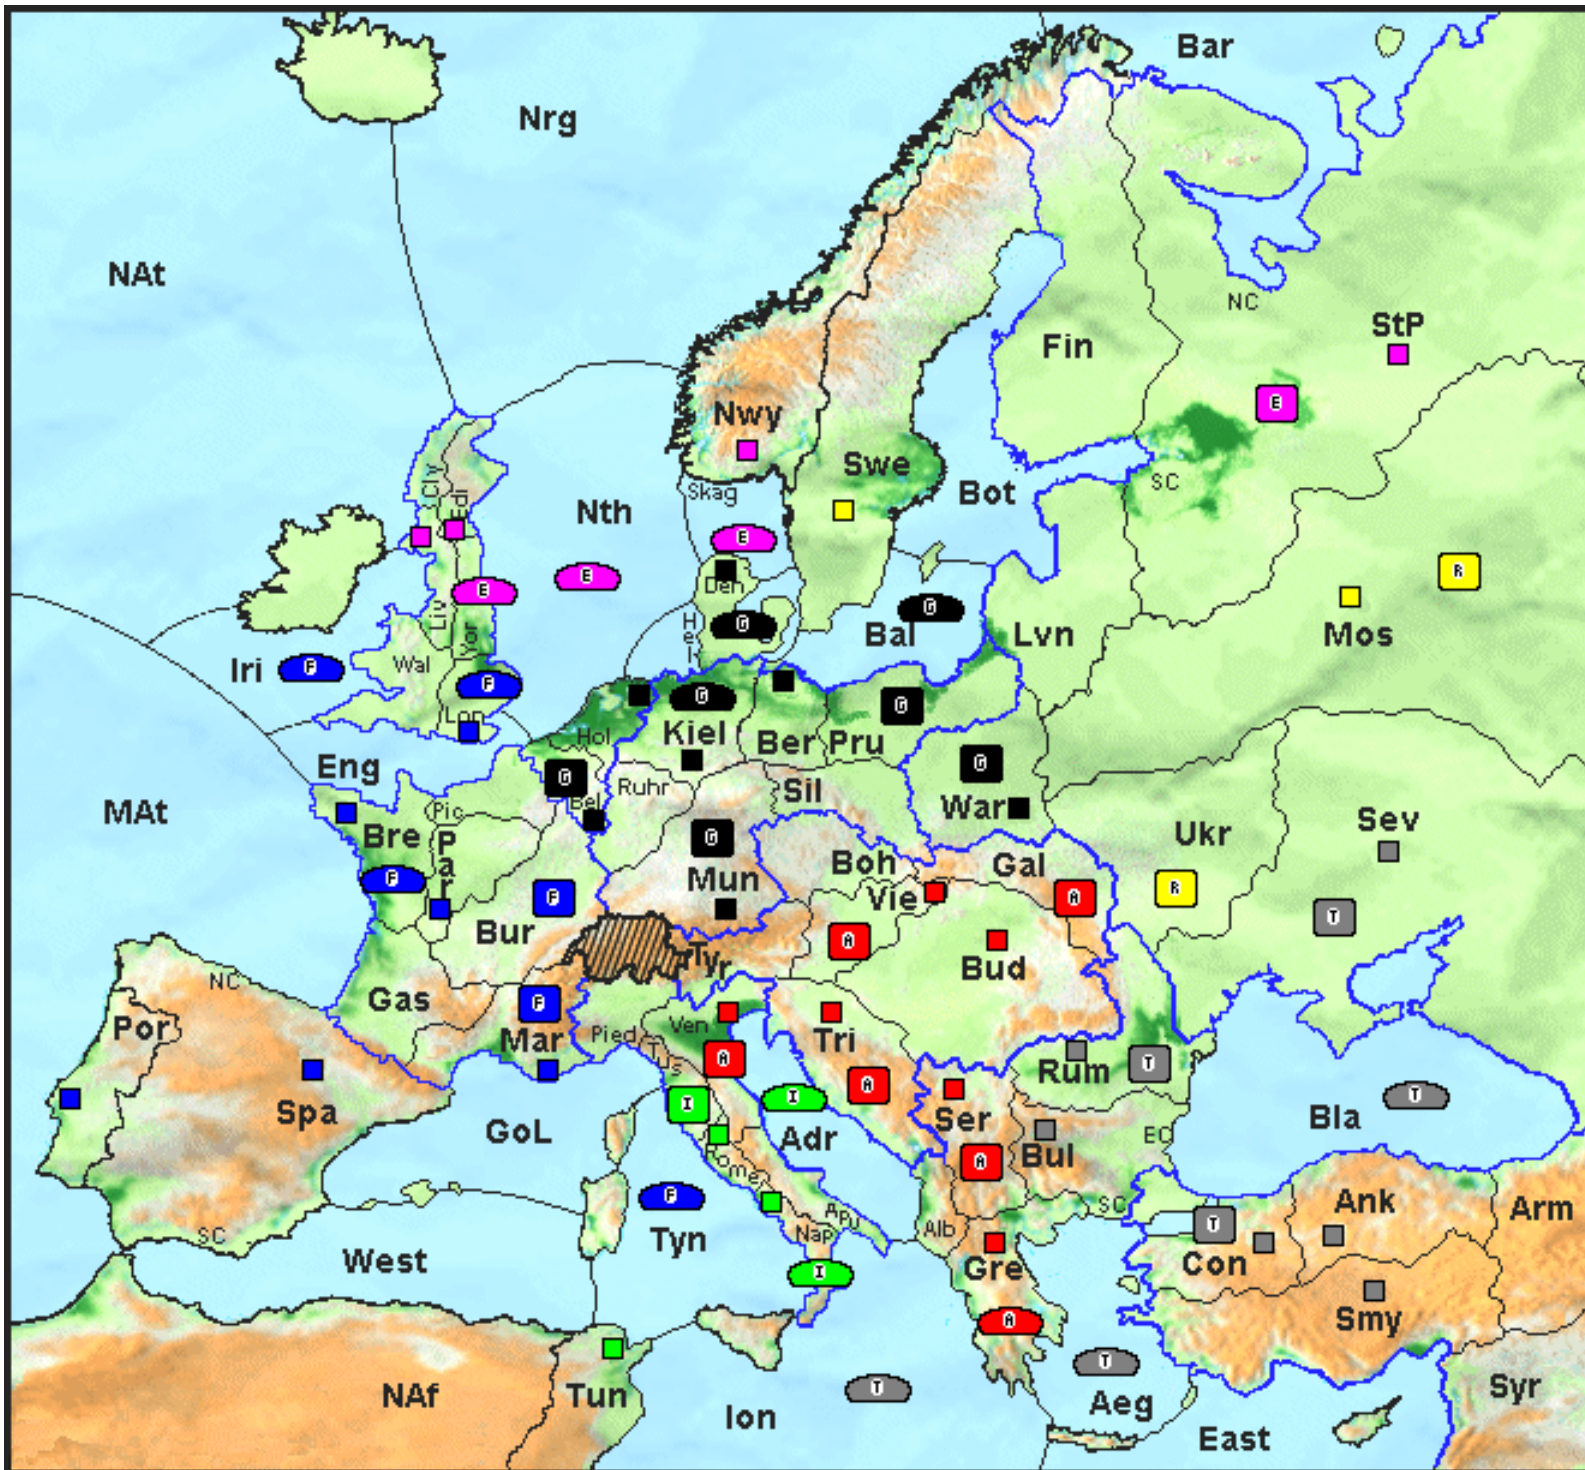 Bar
Nrg
NAt
NC
StP
Fin
E
Nwy
Swe
Cly
Edl
SC
Skag
Bot
Nth
E
R
Den
E
E
G
G
Hel
Liv
Yor
Bal
Lvn
Mos
Iri
F
Wal
F
G
G
Lon
Hol
Kiel
Ber
Pru
Eng
G
G
Ruhr
Sil
War
MAt
Pic
Bel
Sev
Bre
Par
G
Ukr
Boh
Gal
F
F
Mun
Vie
A
R
T
Bur
A
Bud
Tyr
NC
Gas
F
Por
Mar
Pied
Ven
Tri
Tus
A
Rum
T
A
Spa
I
I
Ser
T
GoL
Adr
Bla
Bul
EC
Rome
A
F
Ank
SC
Apu
Arm
SC
Tyn
Nap
Alb
T
West
Con
Gre
I
Smy
A
T
NAf
Tun
T
Syr
Ion
Aeg
East